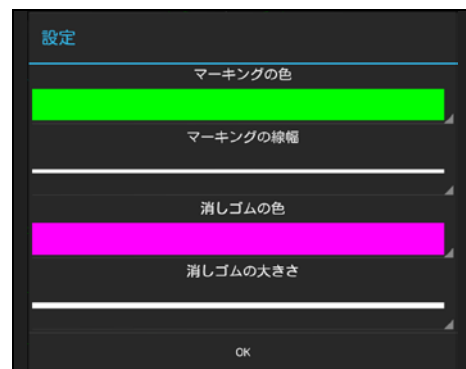 設定
マーキングの色
マーキングの線幅
消しゴムの色
消しゴムの大きさ
OK